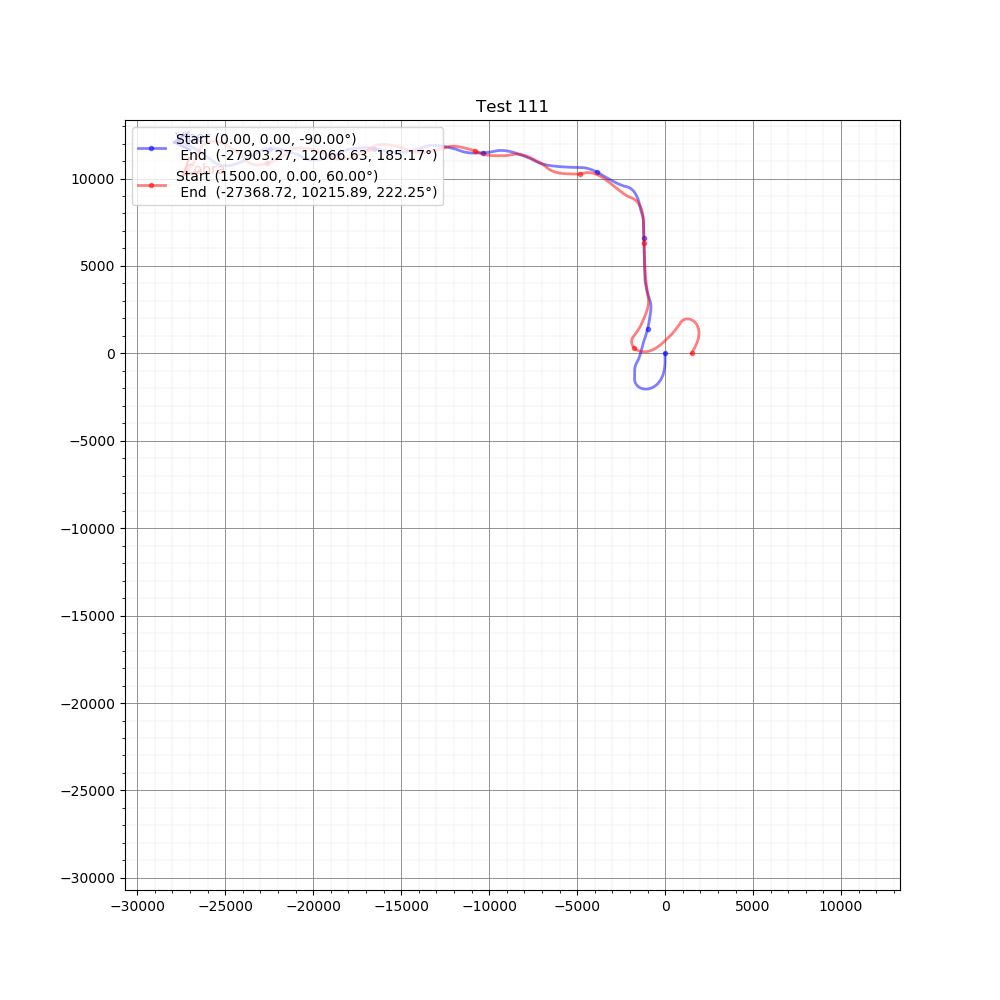 Test 111
Start (0.00, 0.00, -90.00°)
End (-27903.27, 12066.63, 185.17°)
Start (1500.00, 0.00, 60.00°)
End (-27368.72, 10215.89, 222.25°)
10000
5000
0
−5000
−10000
−15000
−20000
−25000
−30000
−30000 −25000 −20000 −15000 −10000 −5000 0 5000 10000